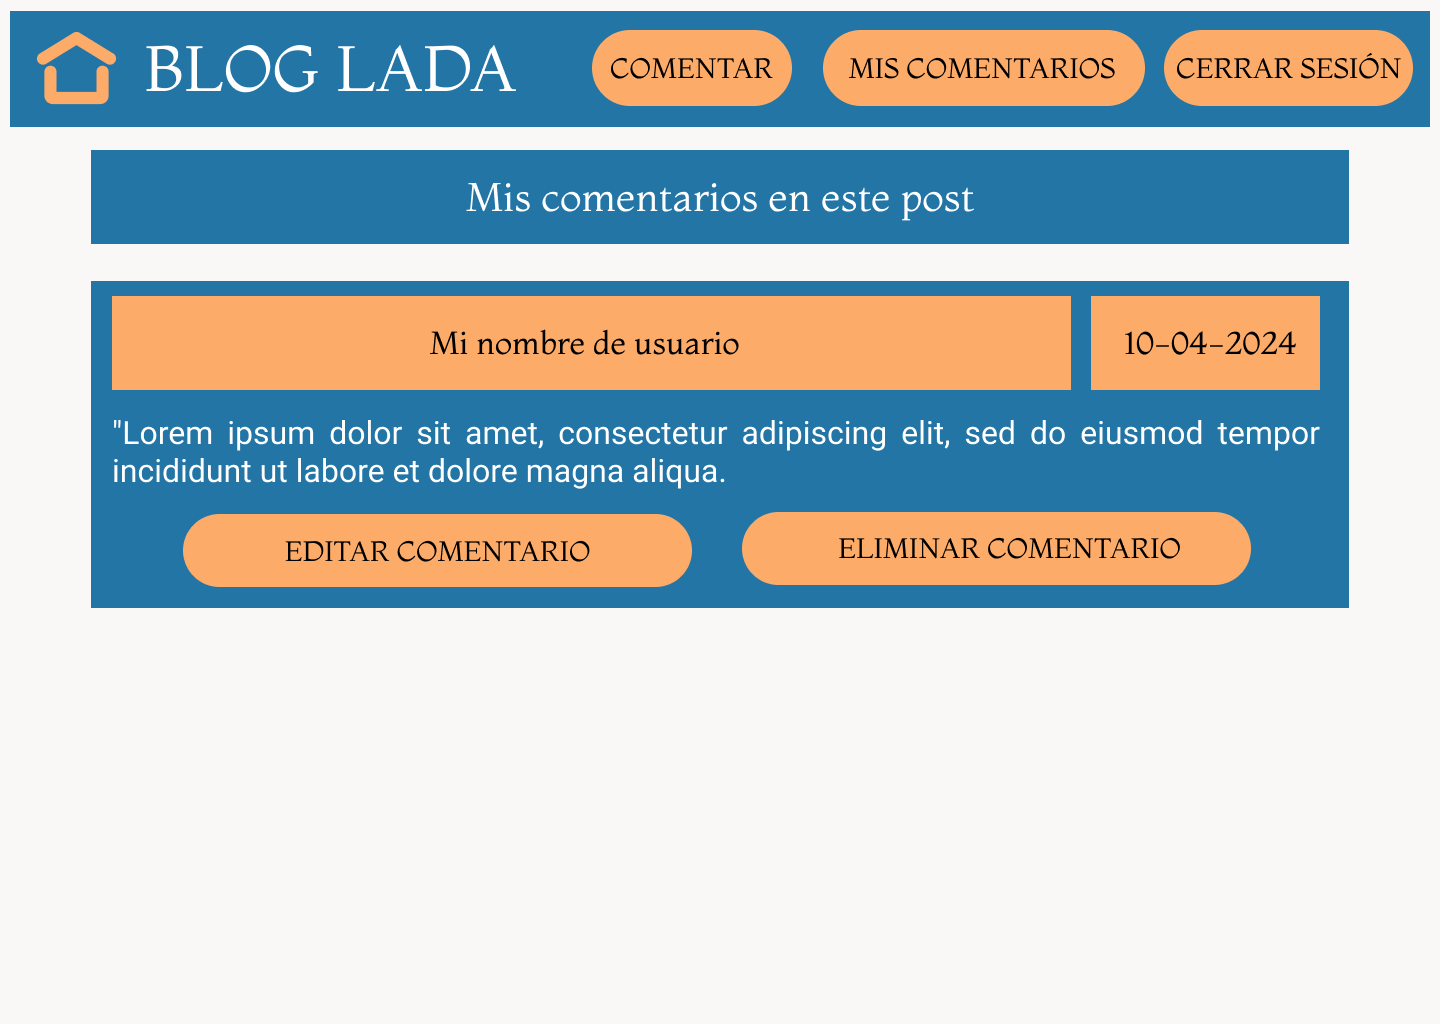 BLOG LADA
COMENTAR
MIS COMENTARIOS
CERRAR SESIÓN
Mis comentarios en este post
Mi nombre de usuario
10-04-2024
"Lorem ipsum dolor sit amet, consectetur adipiscing elit, sed do eiusmod tempor
incididunt ut labore et dolore magna aliqua.
EDITAR COMENTARIO
ELIMINAR COMENTARIO